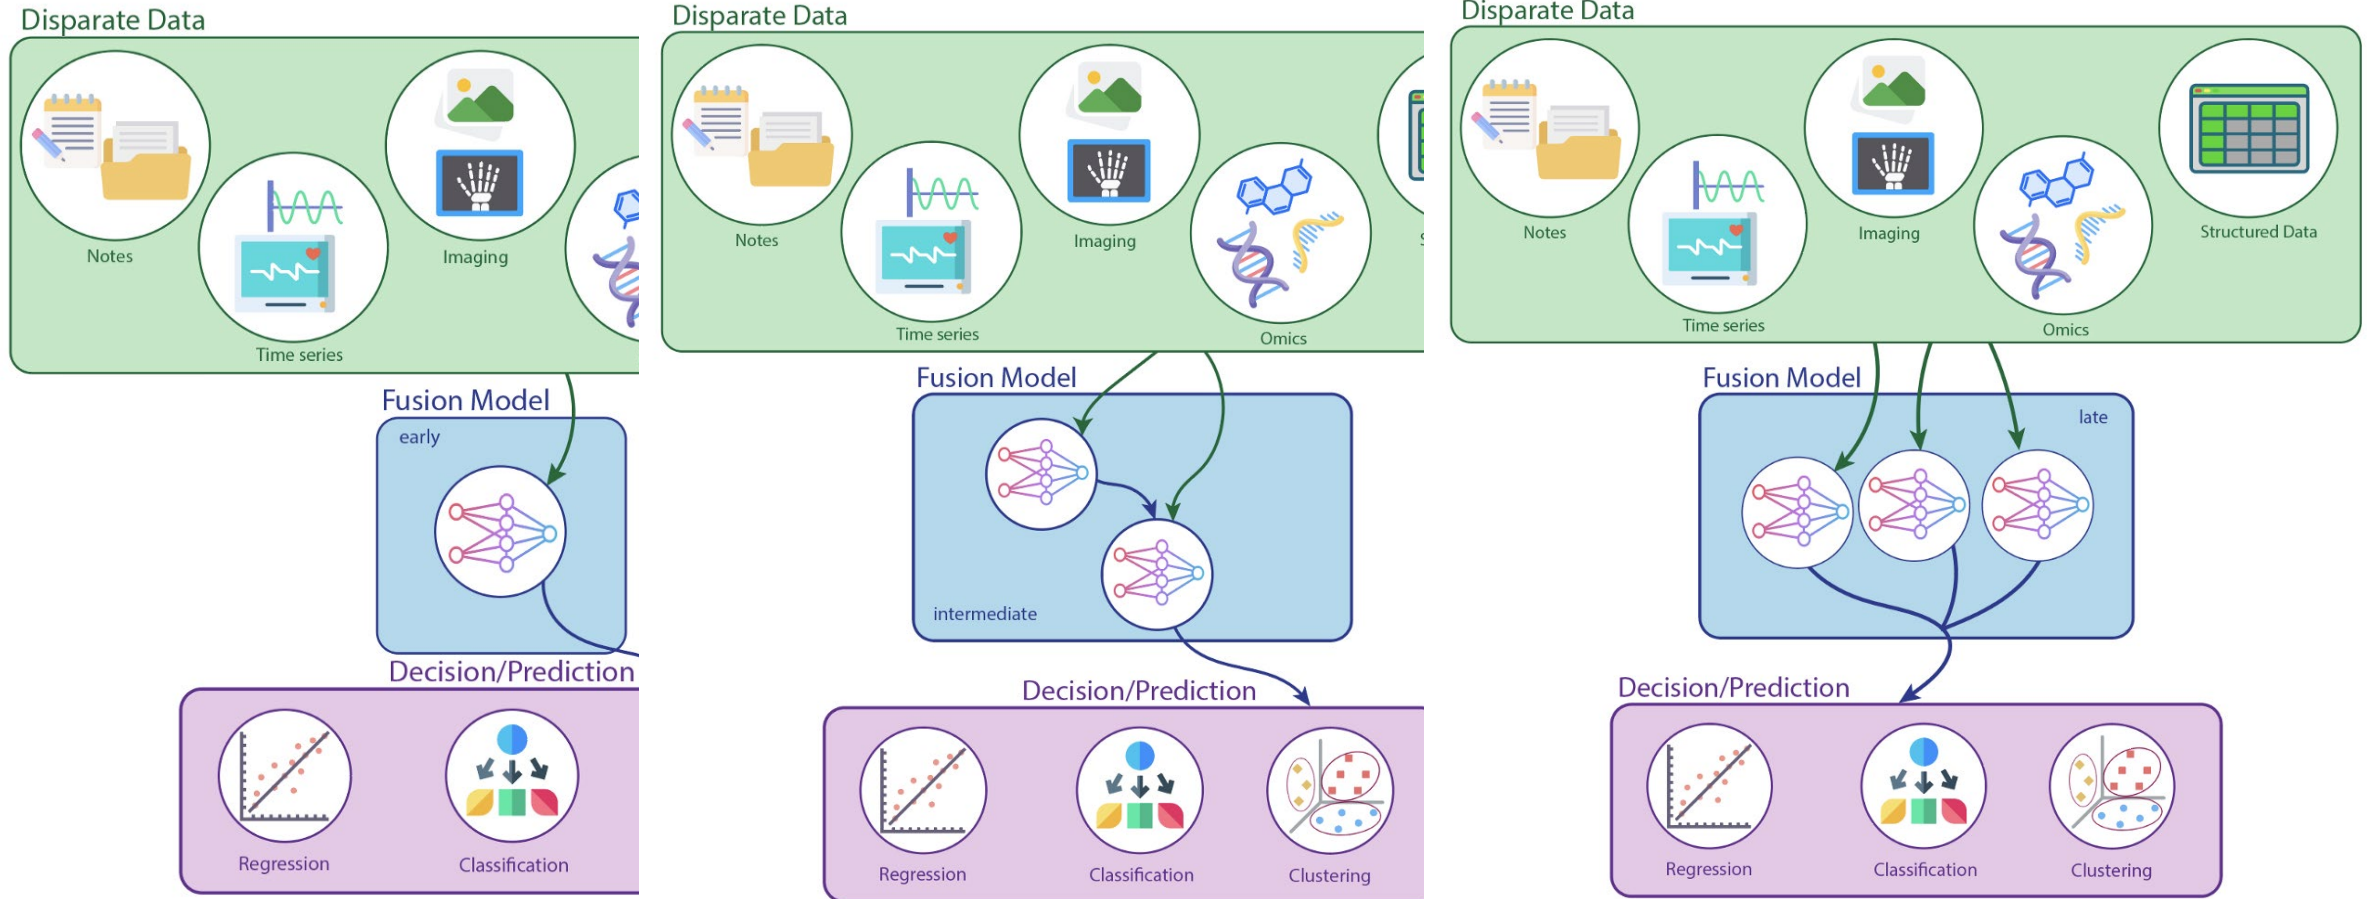 Disparate Data
Notes
Imaging
Time series
Fusion Model
early
Decision/Prediction
Regression
Classification
Disparate Data
Notes
Imaging
Time series
Omics
Fusion Model
intermediate
Decision/Prediction
Regression
Classification
Clustering
Disparate Data
Notes
Imaging
Structured Data
Time series
Omics
Fusion Model
late
Decision/Prediction
Regression
Classification
Clustering